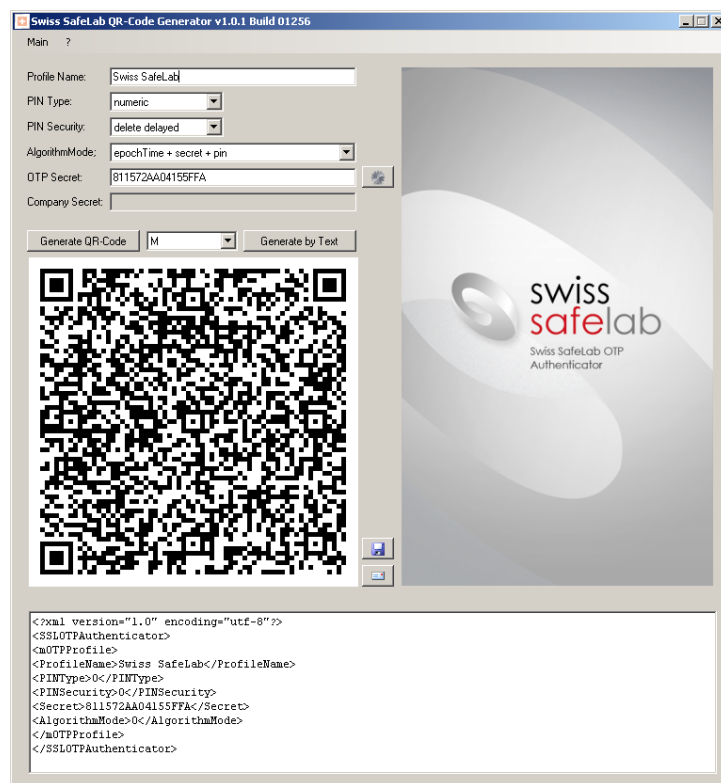 Swiss SafeLab QR-Code Generator v1.0.1 Build 01256
Main ?
Profile Name: Swiss SafeLab
PIN Type: numeric
PIN Security: delete delayed
AlgorithmMode; epochTime + secret + pin
OTP Secret: 811572AA04155FFA
Company Secret:
Generate QR-Code M Generate by Text
swiss
safelab
Swiss SafeLab OTP
Authenticator
<?xml version="1.0" encoding="utf-8"?>
<SSLOTPAuthenticator>
<mOTPProfile>
<ProfileName>Swiss SafeLab</ProfileName>
<PINType>0</PINType>
<PINSecurity>0</PINSecurity>
<Secret>811572AA04155FFA</Secret>
<AlgorithmMode>0</AlgorithmMode>
</mOTPProfile>
</SSLOTPAuthenticator>